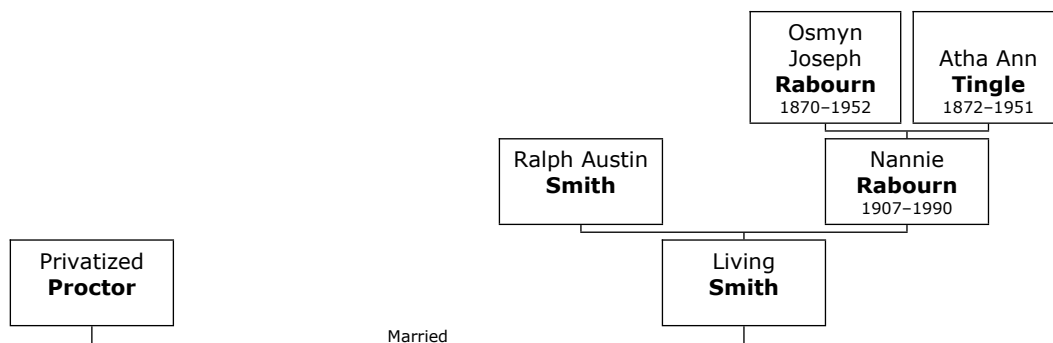 Osmyn
Joseph
Rabourn
1870–1952
Atha Ann
Tingle
1872–1951
Ralph Austin
Smith
Nannie
Rabourn
1907–1990
Privatized
Proctor
Living
Smith
Married